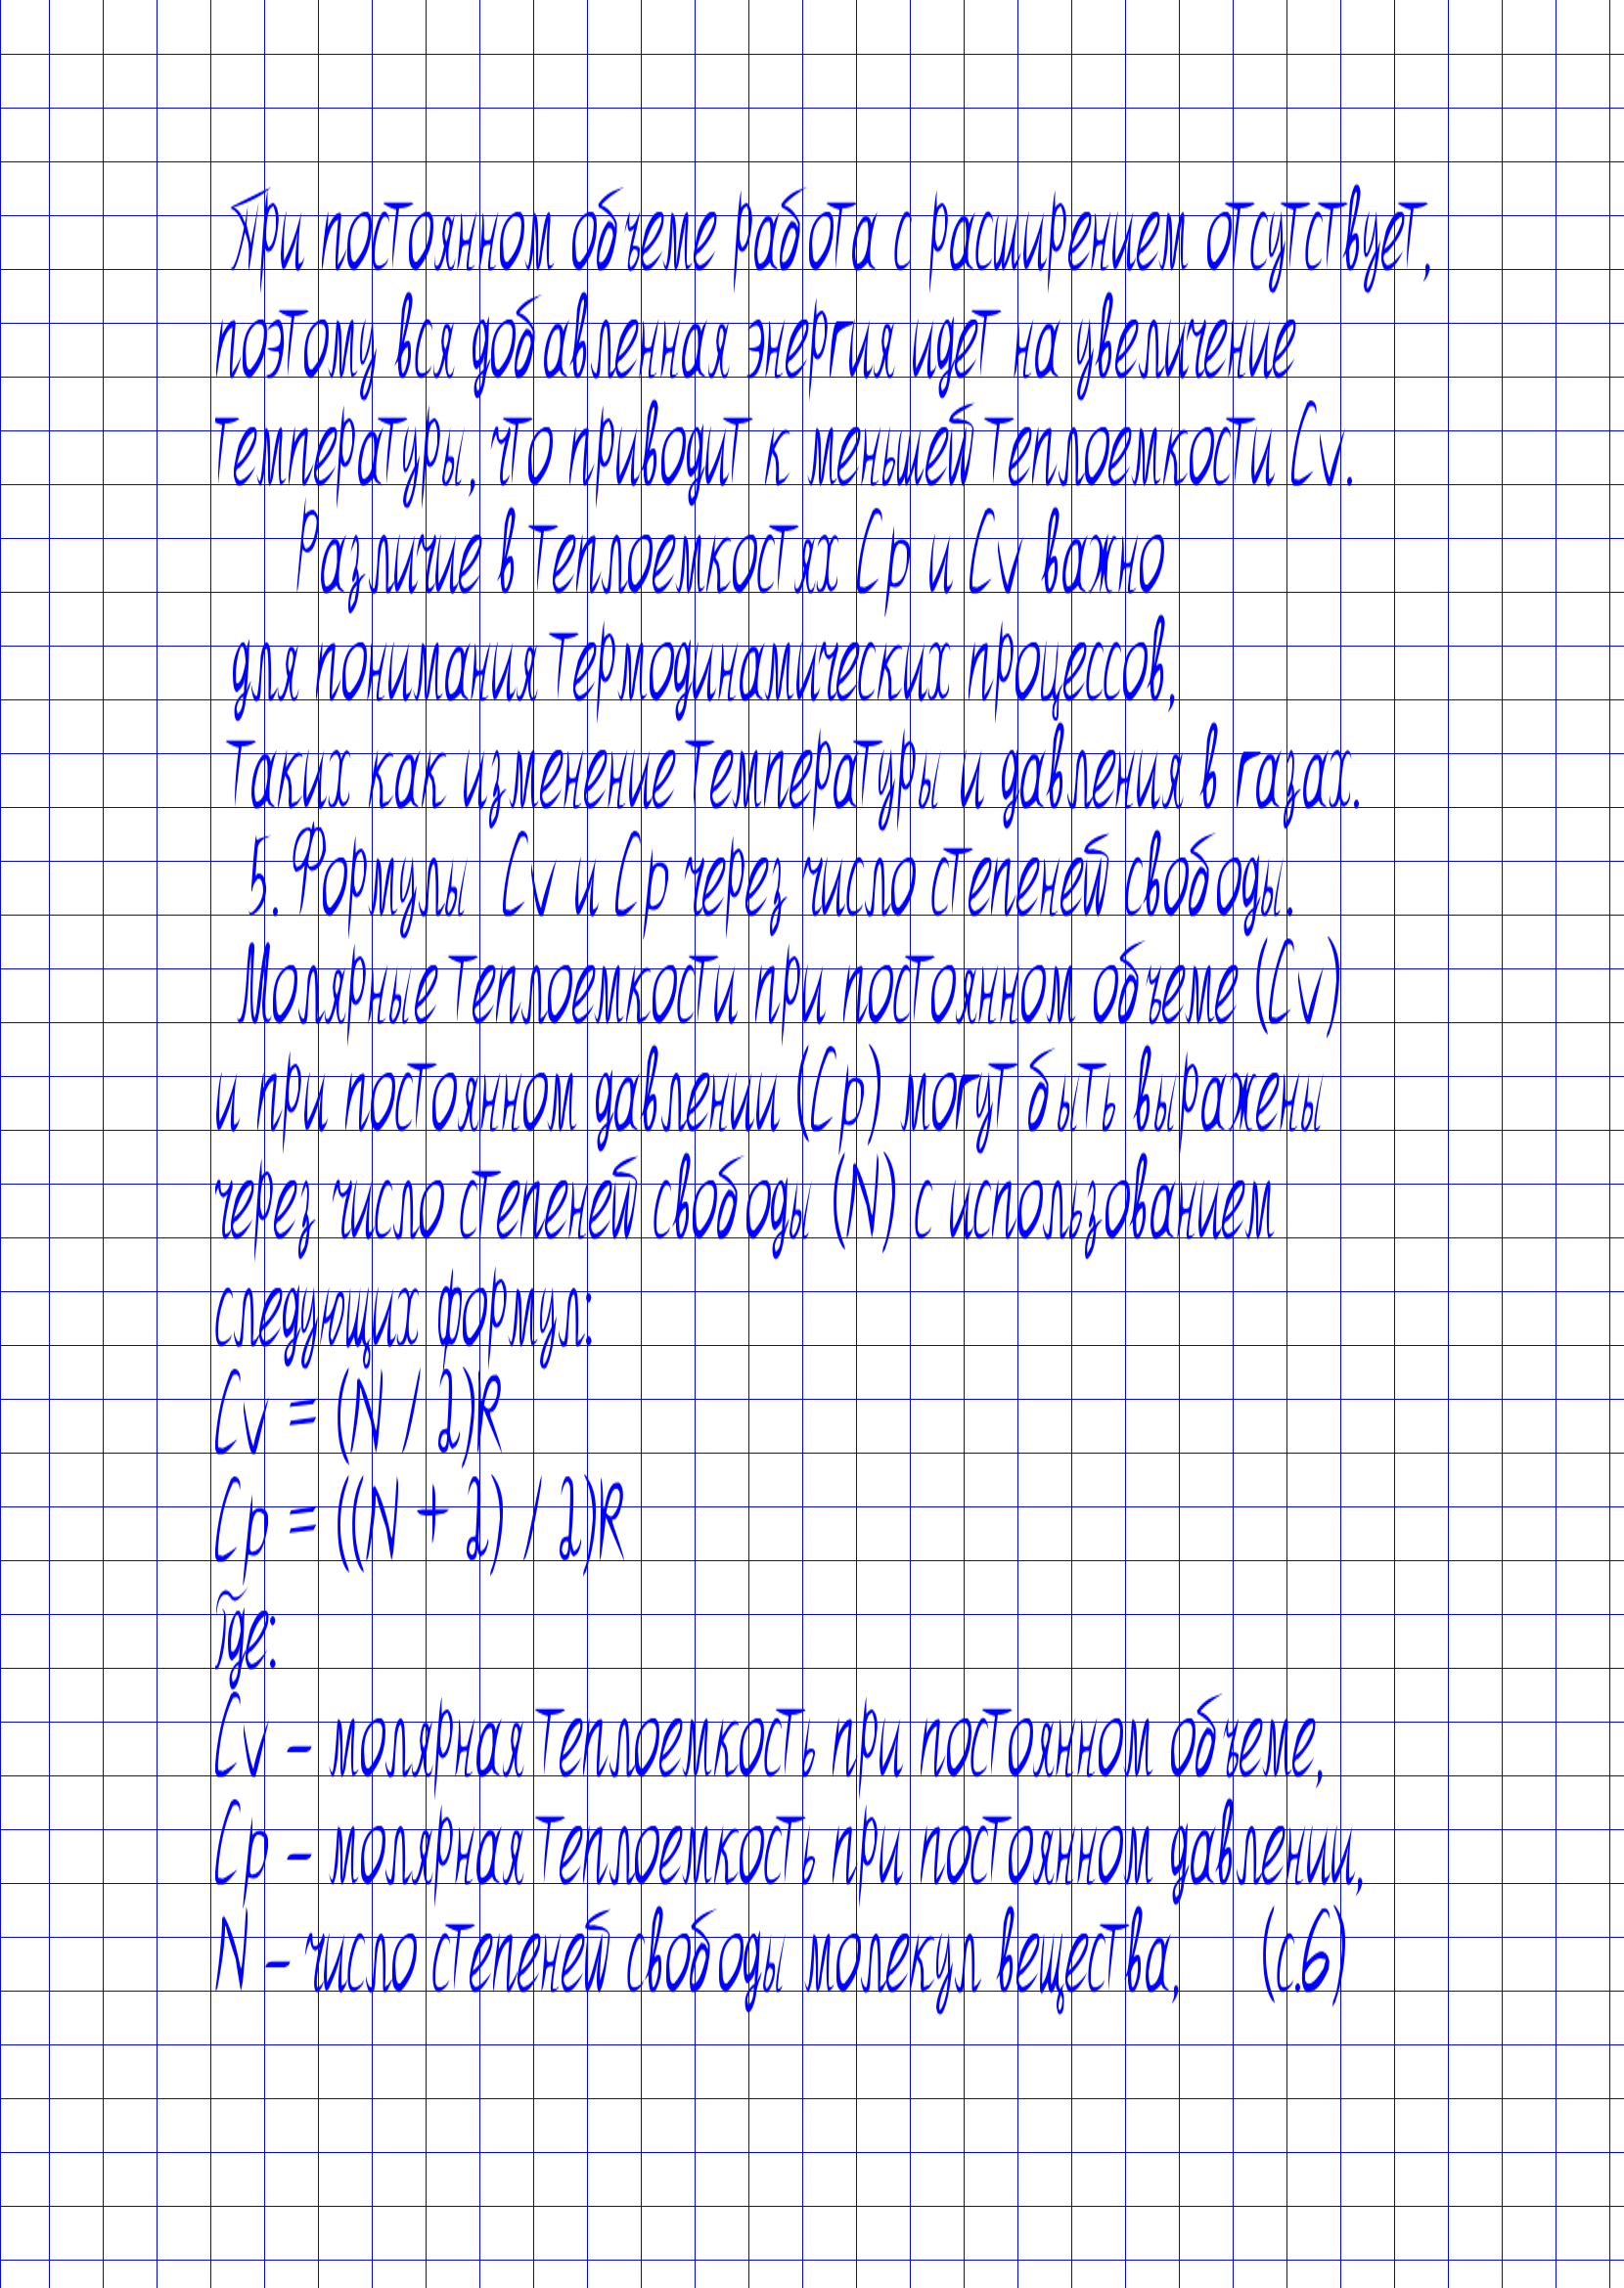 При постоянном объеме работа с расширением отсутствует,
поэтому вся добавленная энергия идет на увеличение
температуры, что приводит к меньшей теплоемкости Cv.
Различие в теплоемкостях Cp и Cv важно
для понимания термодинамических процессов,
таких как изменение температуры и давления в газах.
5. Формулы Cv и Cp через число степеней свободы.
Молярные теплоемкости при постоянном объеме (Cv)
и при постоянном давлении (Cp) могут быть выражены
через число степеней свободы (N) с использованием
следующих формул:
Cv = (N / 2)R
Cp = ((N + 2) / 2)R
Где:
Cv – молярная теплоемкость при постоянном объеме,
Cp – молярная теплоемкость при постоянном давлении,
N – число степеней свободы молекул вещества, (с.6)